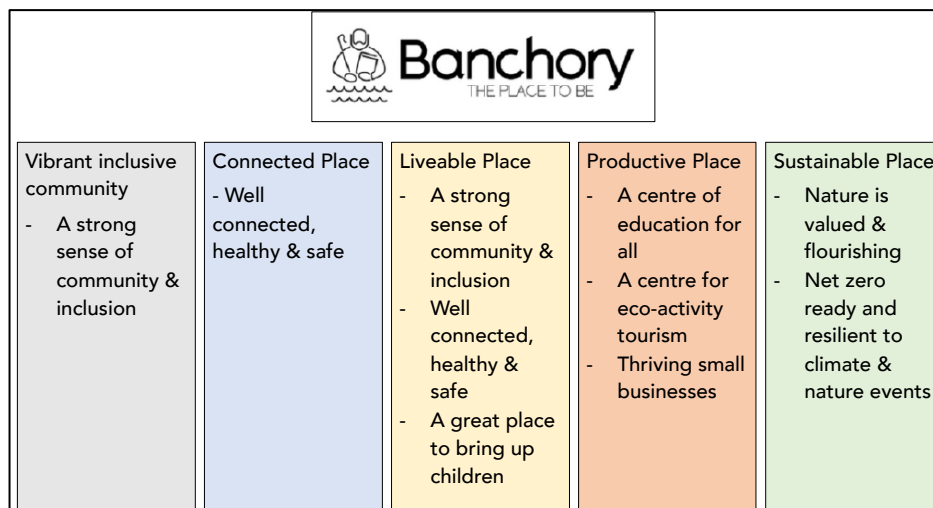 Banchory
THE PLACE TO BE
Vibrant inclusive
community
- A strong
sense of
community &
inclusion
Connected Place
- Well
connected,
healthy & safe
Liveable Place
- A strong
sense of
community &
inclusion
- Well
connected,
healthy &
safe
- A great place
to bring up
children
Productive Place
- A centre of
education for
all
- A centre for
eco-activity
tourism
- Thriving small
businesses
Sustainable Place
- Nature is
valued &
flourishing
- Net zero
ready and
resilient to
climate &
nature events